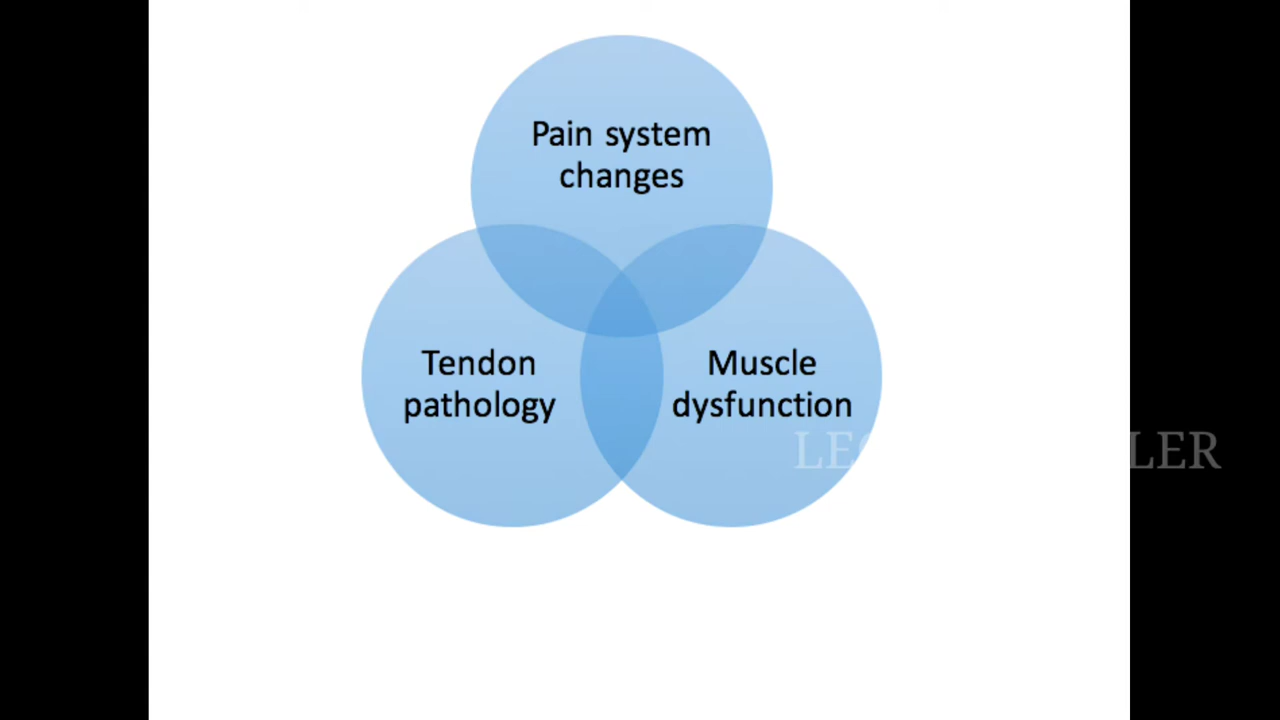 Pain system
changes
Tendon
pathology
Muscle
dysfunction